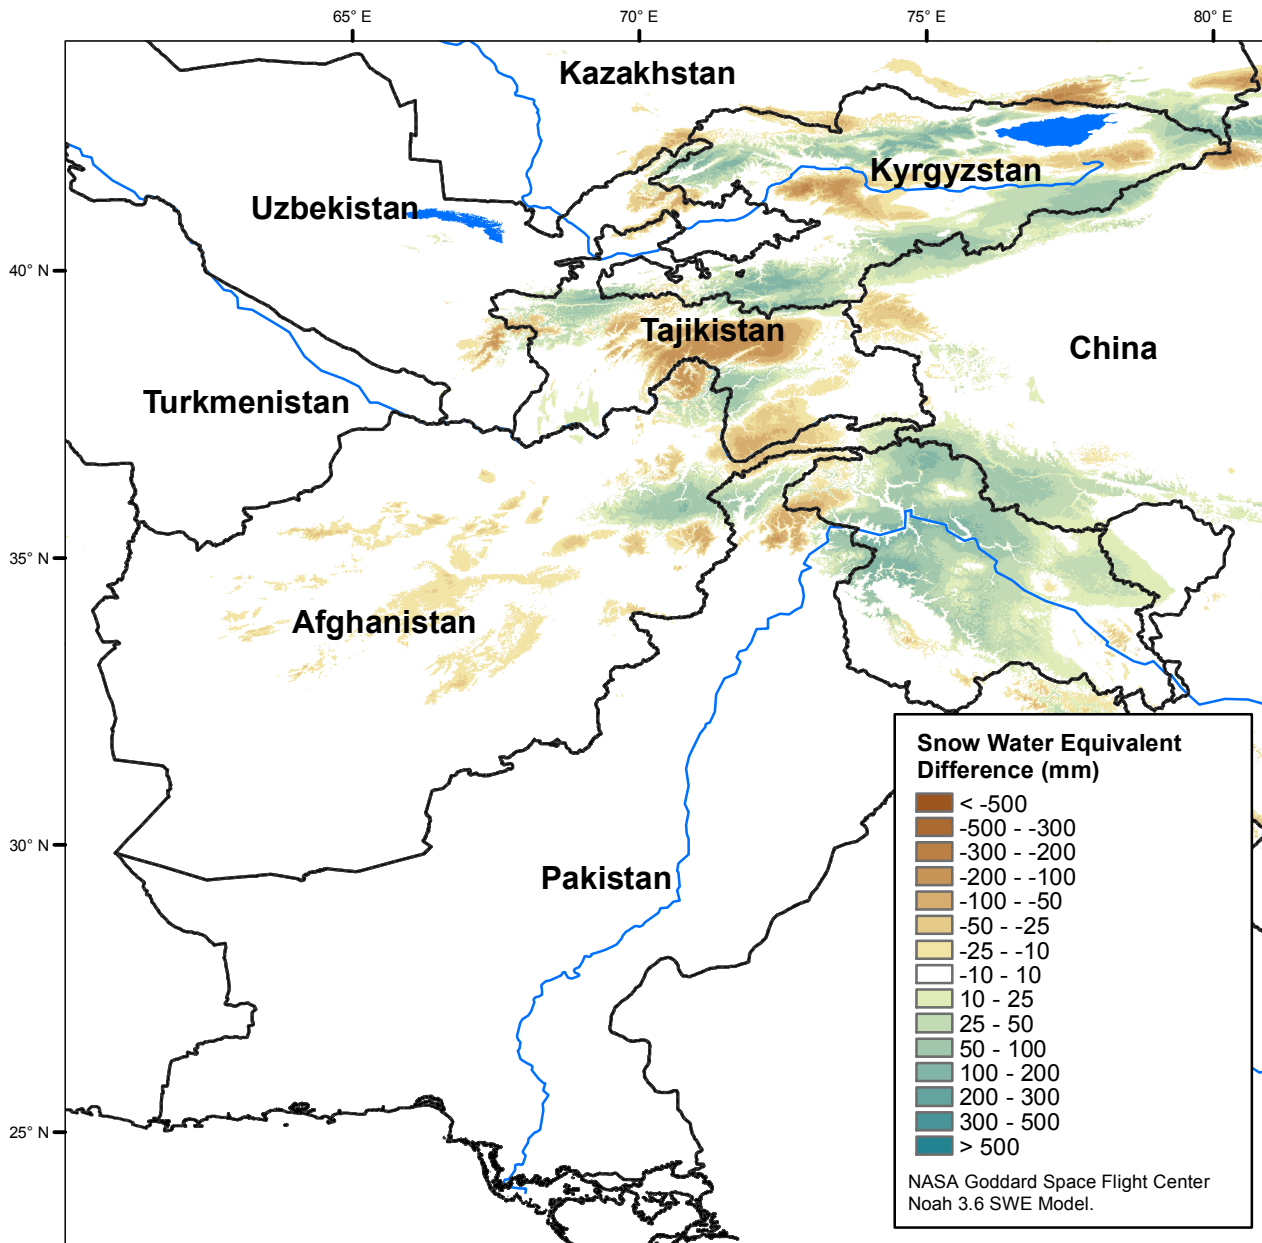 65° E
70° E
75° E
80° E
Kazakhstan
Kyrgyzstan
Uzbekistan
40° N
Tajikistan
China
Turkmenistan
35° N
Afghanistan
30° N
Pakistan
25° N
Snow Water Equivalent
Difference (mm)
< -500
-500 - -300
-300 - -200
-200 - -100
-100 - -50
-50 - -25
-25 - -10
-10 - 10
10 - 25
25 - 50
50 - 100
100 - 200
200 - 300
300 - 500
> 500
NASA Goddard Space Flight Center
Noah 3.6 SWE Model.